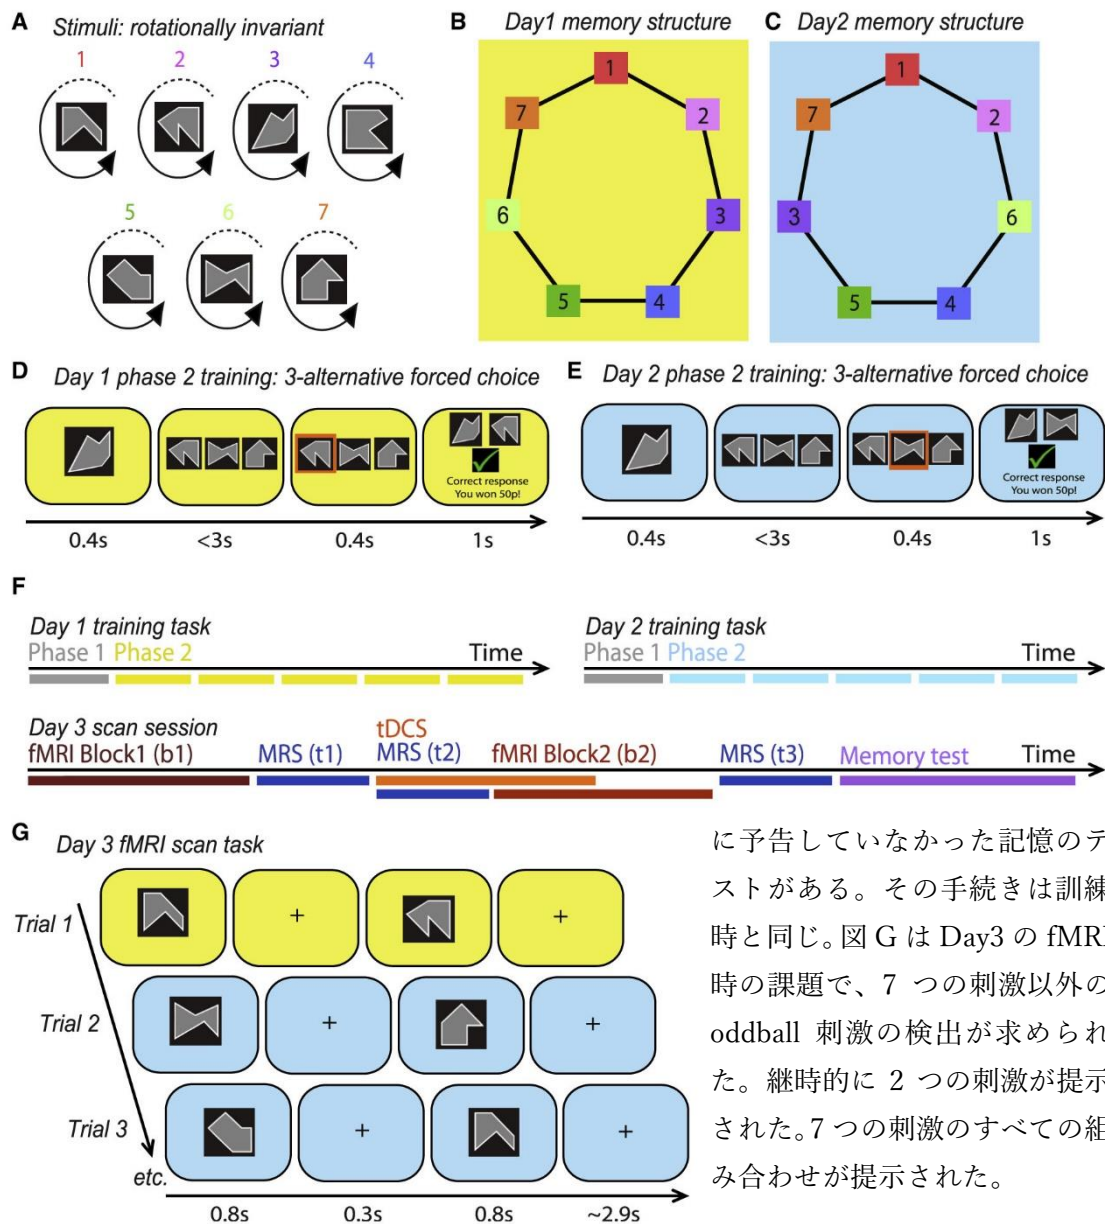 A Stimuli: rotationally invariant
1 2 3 4
5 6 7
B Day1 memory structure
1
7 2
6 3
5 4
C Day2 memory structure
1
7 2
3 6
5 4
D Day 1 phase 2 training: 3-alternative forced choice
Correct response
You won 50p!
0.4s <3s 0.4s 1s
E Day 2 phase 2 training: 3-alternative forced choice
Correct response
You won 50p!
0.4s <3s 0.4s 1s
F
Day 1 training task
Phase 1 Phase 2 Time
Day 2 training task
Phase 1 Phase 2 Time
Day 3 scan session
tDCS
fMRI Block1 (b1) MRS (t1) MRS (t2) fMRI Block2 (b2) MRS (t3) Memory test Time
G Day 3 fMRI scan task
Trial 1
+ +
Trial 2
+ +
Trial 3
+ +
etc.
0.8s 0.3s 0.8s ~2.9s
に予告していなかった記憶のテ
ストがある。その手続きは訓練
時と同じ。図 G は Day3 の fMRI
時の課題で、7 つの刺激以外の
oddball 刺激の検出が求められ
た。継時的に 2 つの刺激が提示
された。7 つの刺激のすべての組
み合わせが提示された。